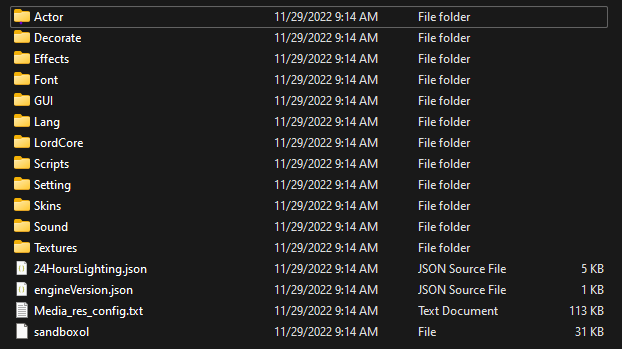 Actor 11/29/2022 9:14 AM File folder
Decorate 11/29/2022 9:14 AM File folder
Effects 11/29/2022 9:14 AM File folder
Font 11/29/2022 9:14 AM File folder
GUI 11/29/2022 9:14 AM File folder
Lang 11/29/2022 9:14 AM File folder
LordCore 11/29/2022 9:14 AM File folder
Scripts 11/29/2022 9:14 AM File folder
Setting 11/29/2022 9:14 AM File folder
Skins 11/29/2022 9:14 AM File folder
Sound 11/29/2022 9:14 AM File folder
Textures 11/29/2022 9:14 AM File folder
24HoursLighting.json 11/29/2022 9:14 AM JSON Source File 5 KB
engineVersion.json 11/29/2022 9:14 AM JSON Source File 1 KB
Media_res_config.txt 11/29/2022 9:14 AM Text Document 113 KB
sandboxol 11/29/2022 9:14 AM File 31 KB